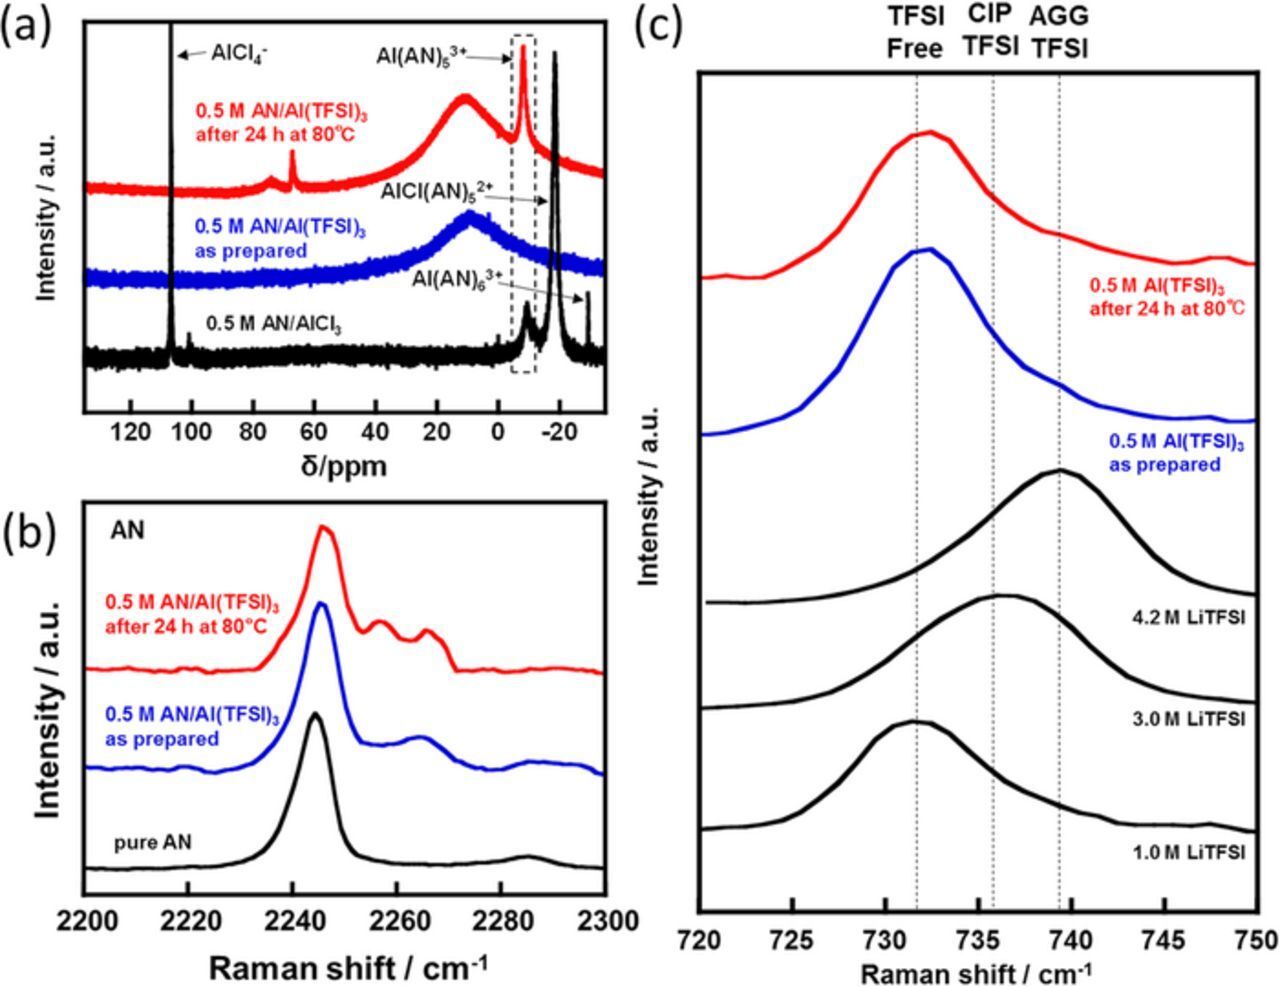 (a)
AlCl₄⁻
Al(AN)₅³⁺
0.5 M AN/Al(TFSI)₃
after 24 h at 80℃
AlCl(AN)₅²⁺
0.5 M AN/Al(TFSI)₃
as prepared
Al(AN)₆³⁺
0.5 M AN/AlCl₃
Intensity / a.u.
120 100 80 60 40 20 0 -20
δ/ppm
(b)
AN
0.5 M AN/Al(TFSI)₃
after 24 h at 80°C
0.5 M AN/Al(TFSI)₃
as prepared
pure AN
Intensity / a.u.
2200 2220 2240 2260 2280 2300
Raman shift / cm⁻¹
(c)
TFSI CIP AGG
Free TFSI TFSI
0.5 M Al(TFSI)₃
after 24 h at 80℃
0.5 M Al(TFSI)₃
as prepared
4.2 M LiTFSI
3.0 M LiTFSI
1.0 M LiTFSI
Intensity / a.u.
720 725 730 735 740 745 750
Raman shift / cm⁻¹